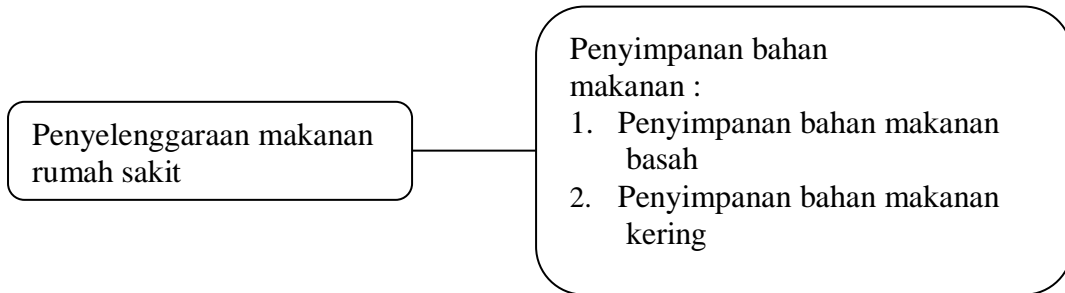 Penyelenggaraan makanan
rumah sakit
Penyimpanan bahan
makanan :
1. Penyimpanan bahan makanan
basah
2. Penyimpanan bahan makanan
kering